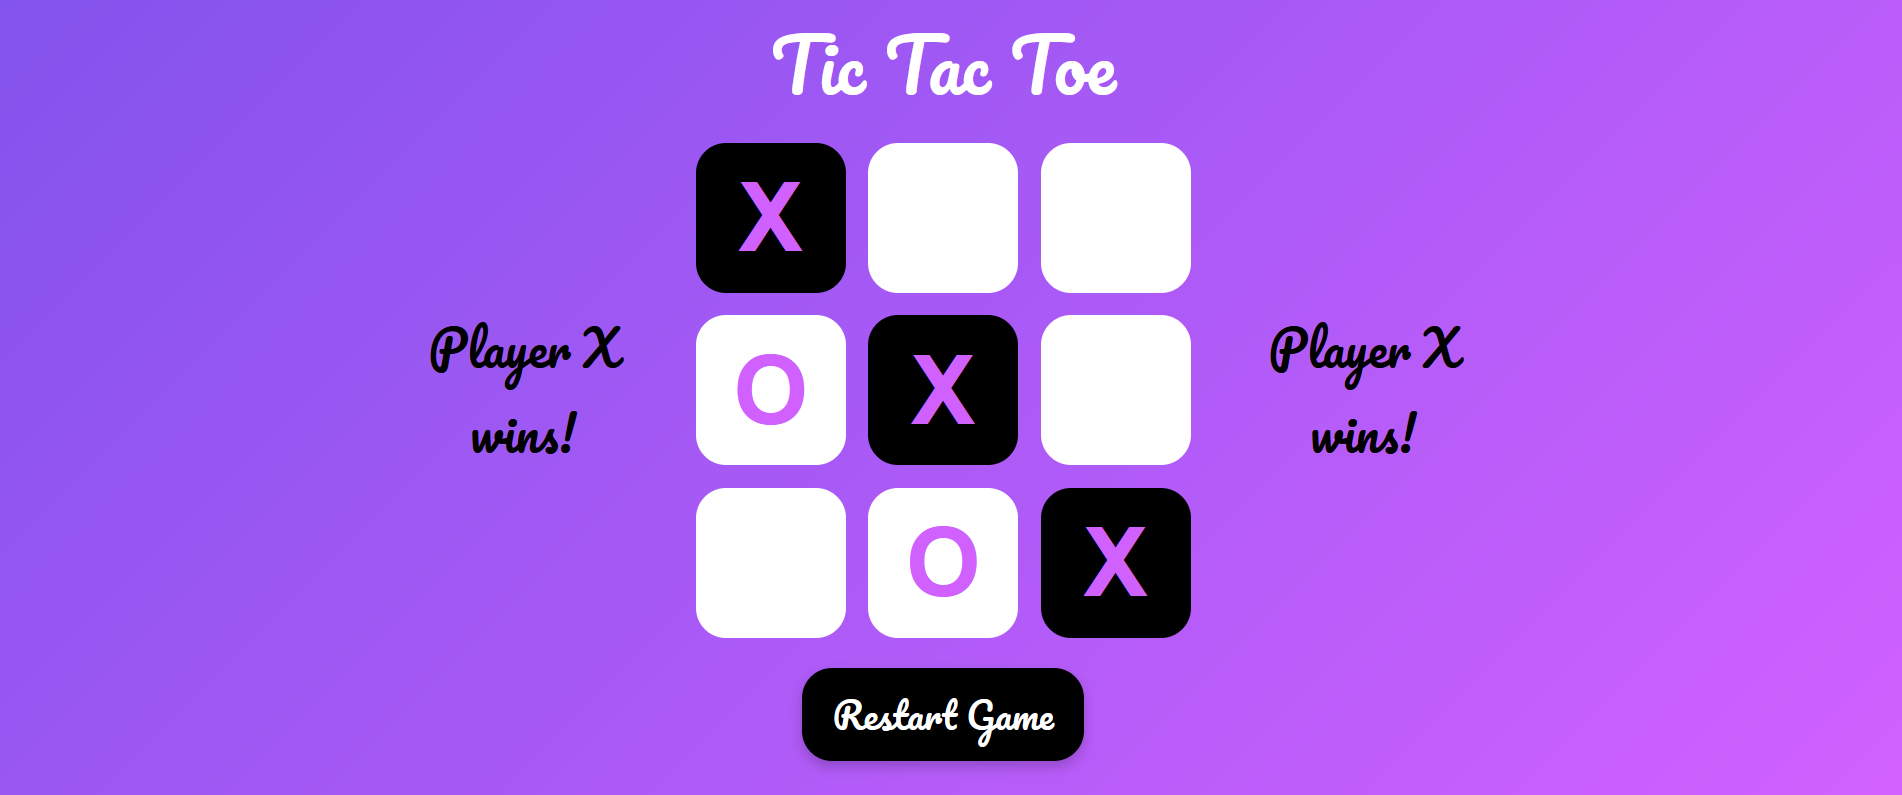 Tic Tac Toe
X
Player X
wins!
O X
Player X
wins!
O X
Restart Game